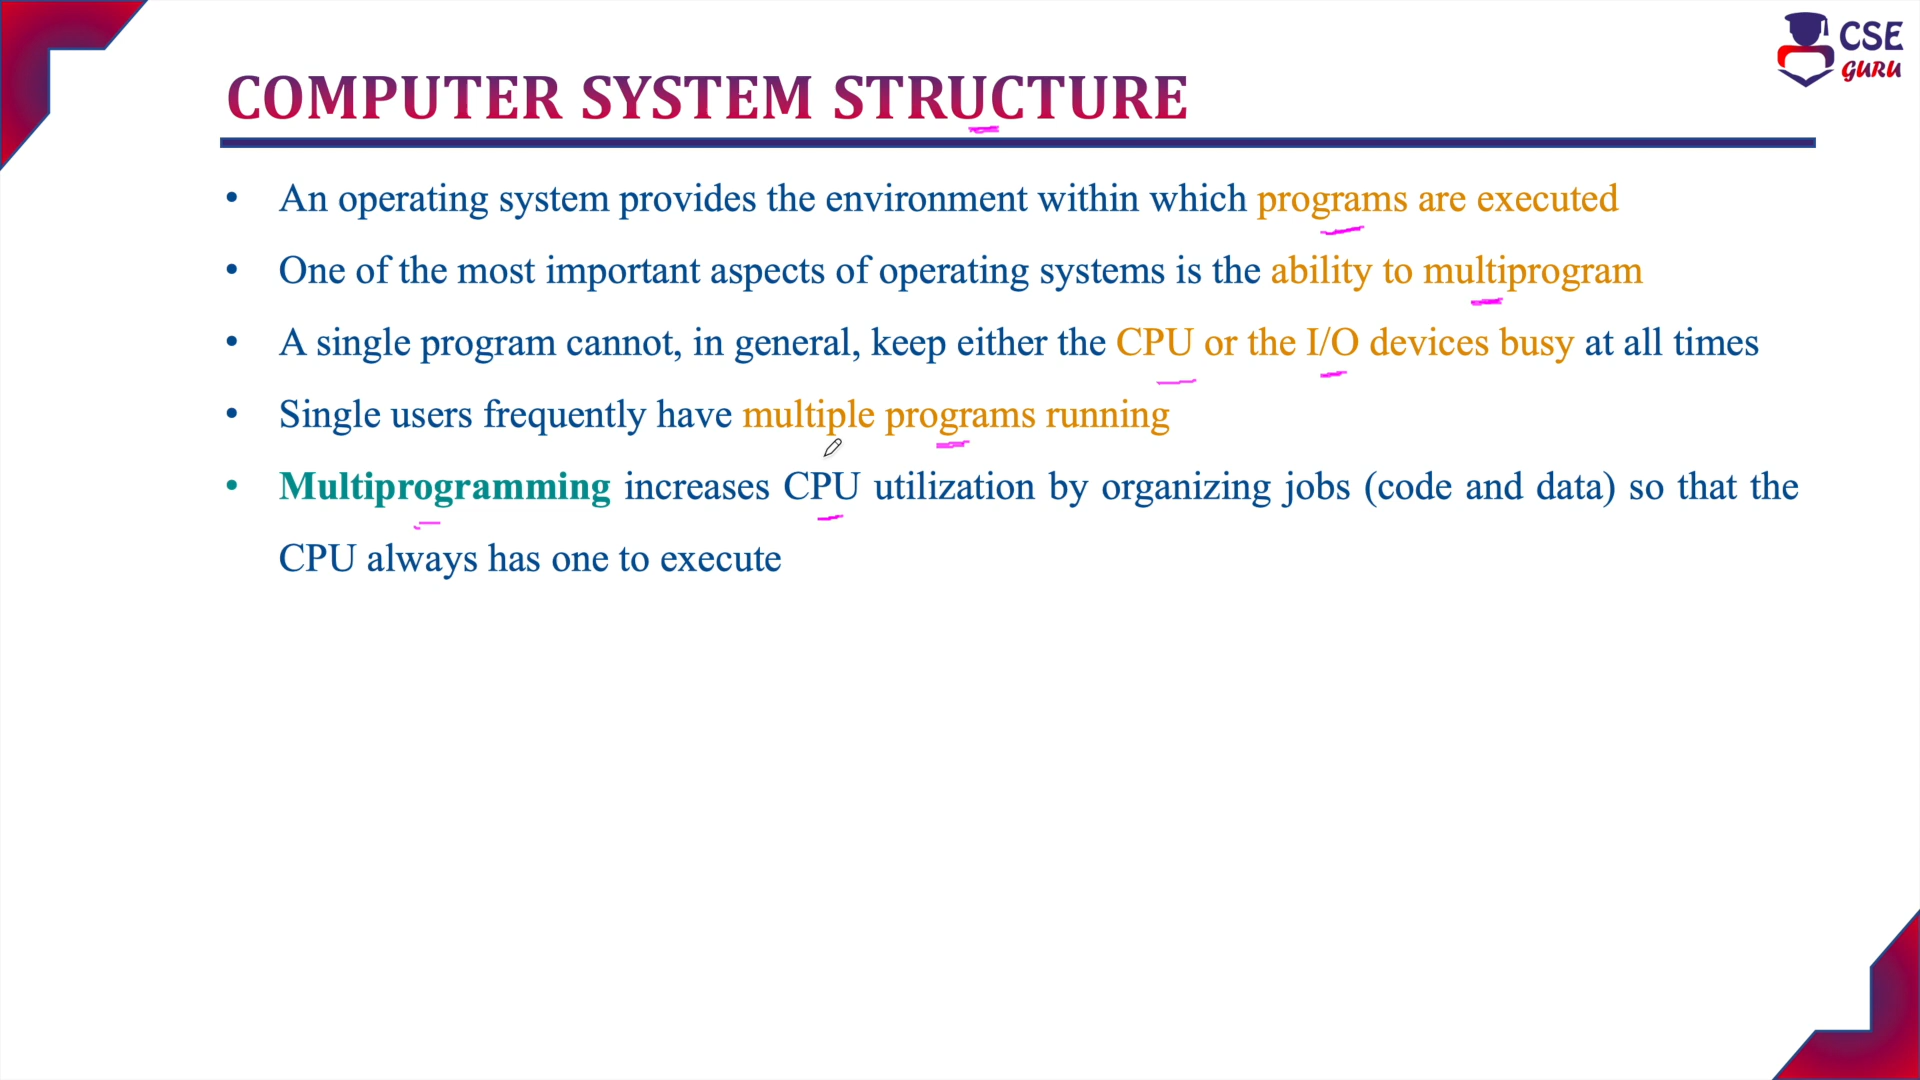 CSE
GURU
COMPUTER SYSTEM STRUCTURE
• An operating system provides the environment within which programs are executed
• One of the most important aspects of operating systems is the ability to multiprogram
• A single program cannot, in general, keep either the CPU or the I/O devices busy at all times
• Single users frequently have multiple programs running
• Multiprogramming increases CPU utilization by organizing jobs (code and data) so that the
CPU always has one to execute